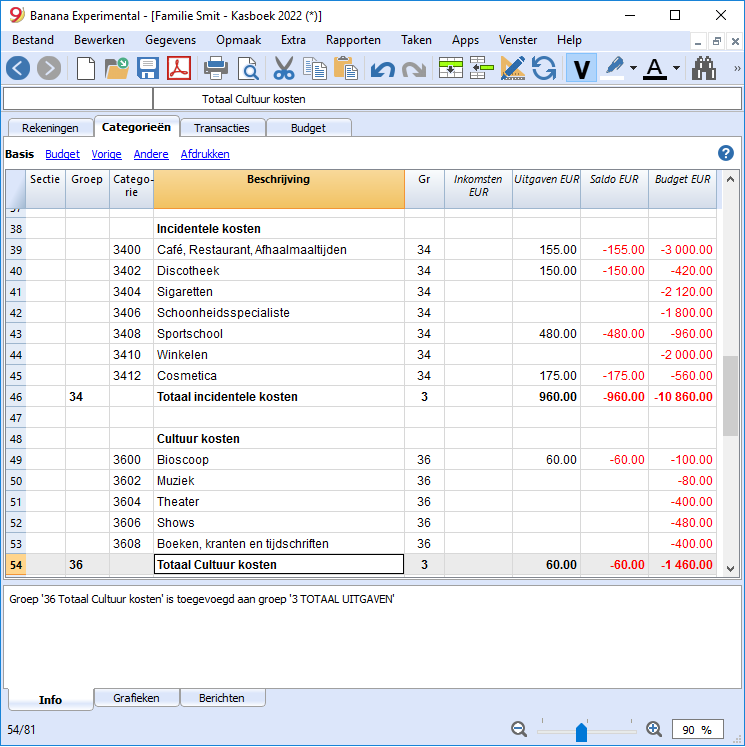 Banana Experimental - [Familie Smit - Kasboek 2022 (*)]
Bestand Bewerken Gegevens Opmaak Extra Rapporten Taken Apps Venster Help
V A »
Totaal Cultuur kosten
Rekeningen Categorieën Transacties Budget
Basis Budget Vorige Andere Afdrukken ?
Sectie Groep Catego- Beschrijving Gr Inkomsten Uitgaven EUR Saldo EUR Budget EUR
rie EUR
37
38 Incidentele kosten
39 3400 Café, Restaurant, Afhaalmaaltijden 34 155.00 -155.00 -3 000.00
40 3402 Discotheek 34 150.00 -150.00 -420.00
41 3404 Sigaretten 34 -2 120.00
42 3406 Schoonheidsspecialiste 34 -1 800.00
43 3408 Sportschool 34 480.00 -480.00 -960.00
44 3410 Winkelen 34 -2 000.00
45 3412 Cosmetica 34 175.00 -175.00 -560.00
46 34 Totaal incidentele kosten 3 960.00 -960.00 -10 860.00
47
48 Cultuur kosten
49 3600 Bioscoop 36 60.00 -60.00 -100.00
50 3602 Muziek 36 -80.00
51 3604 Theater 36 -400.00
52 3606 Shows 36 -480.00
53 3608 Boeken, kranten en tijdschriften 36 -400.00
54 36 Totaal Cultuur kosten 3 60.00 -60.00 -1 460.00
Groep '36 Totaal Cultuur kosten' is toegevoegd aan groep '3 TOTAAL UITGAVEN'
Info Grafieken Berichten
54/81 90 %